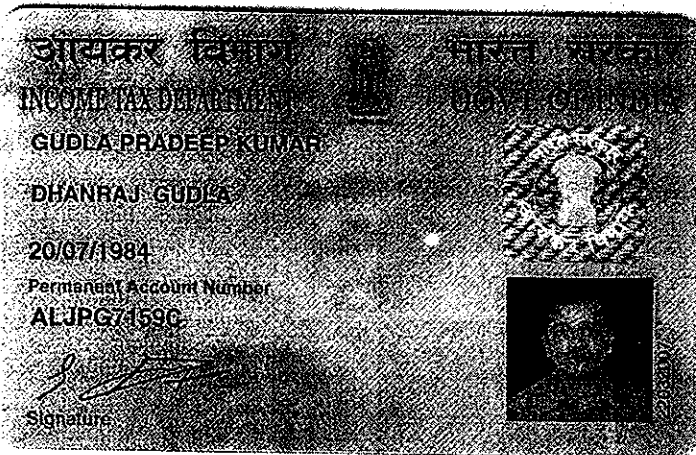 आयकर विभाग भारत सरकार
INCOME TAX DEPARTMENT GOVT. OF INDIA
GUDLA PRADEEP KUMAR
DHANRAJ GUDLA
20/07/1984
Permanent Account Number
ALJPG7159C
Signature